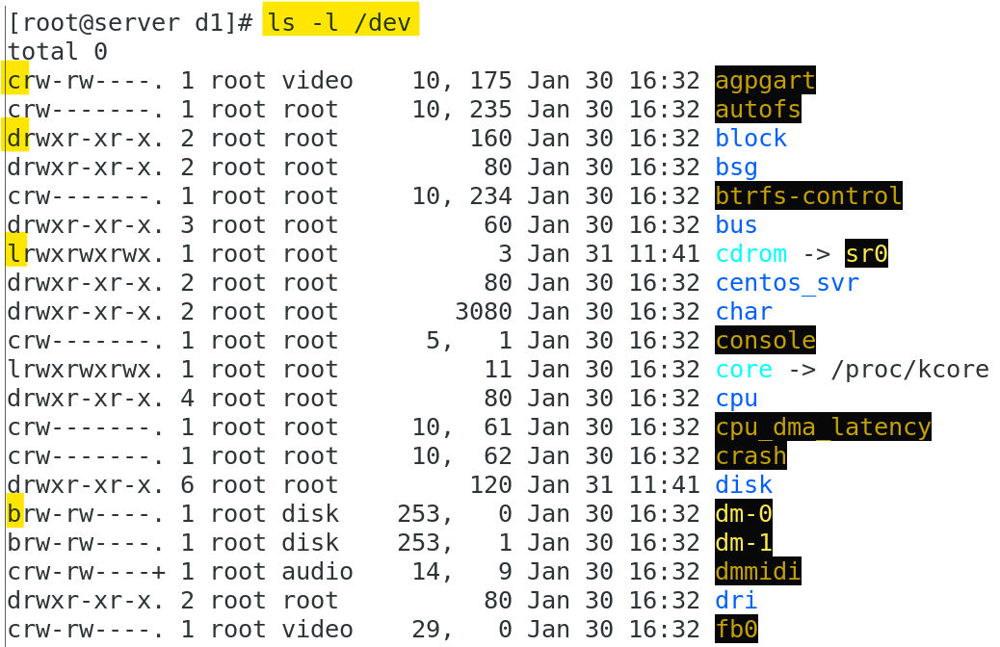 [root@server d1]# ls -l /dev
total 0
crw-rw----. 1 root video    10, 175 Jan 30 16:32 agpgart
crw-------. 1 root root     10, 235 Jan 30 16:32 autofs
drwxr-xr-x. 2 root root         160 Jan 30 16:32 block
drwxr-xr-x. 2 root root          80 Jan 30 16:32 bsg
crw-------. 1 root root     10, 234 Jan 30 16:32 btrfs-control
drwxr-xr-x. 3 root root          60 Jan 30 16:32 bus
lrwxrwxrwx. 1 root root           3 Jan 31 11:41 cdrom -> sr0
drwxr-xr-x. 2 root root          80 Jan 30 16:32 centos_svr
drwxr-xr-x. 2 root root        3080 Jan 30 16:32 char
crw-------. 1 root root      5,   1 Jan 30 16:32 console
lrwxrwxrwx. 1 root root          11 Jan 30 16:32 core -> /proc/kcore
drwxr-xr-x. 4 root root          80 Jan 30 16:32 cpu
crw-------. 1 root root     10,  61 Jan 30 16:32 cpu_dma_latency
crw-------. 1 root root     10,  62 Jan 30 16:32 crash
drwxr-xr-x. 6 root root         120 Jan 31 11:41 disk
brw-rw----. 1 root disk    253,   0 Jan 30 16:32 dm-0
brw-rw----. 1 root disk    253,   1 Jan 30 16:32 dm-1
crw-rw----+ 1 root audio    14,   9 Jan 30 16:32 dmmidi
drwxr-xr-x. 2 root root          80 Jan 30 16:32 dri
crw-rw----. 1 root video    29,   0 Jan 30 16:32 fb0